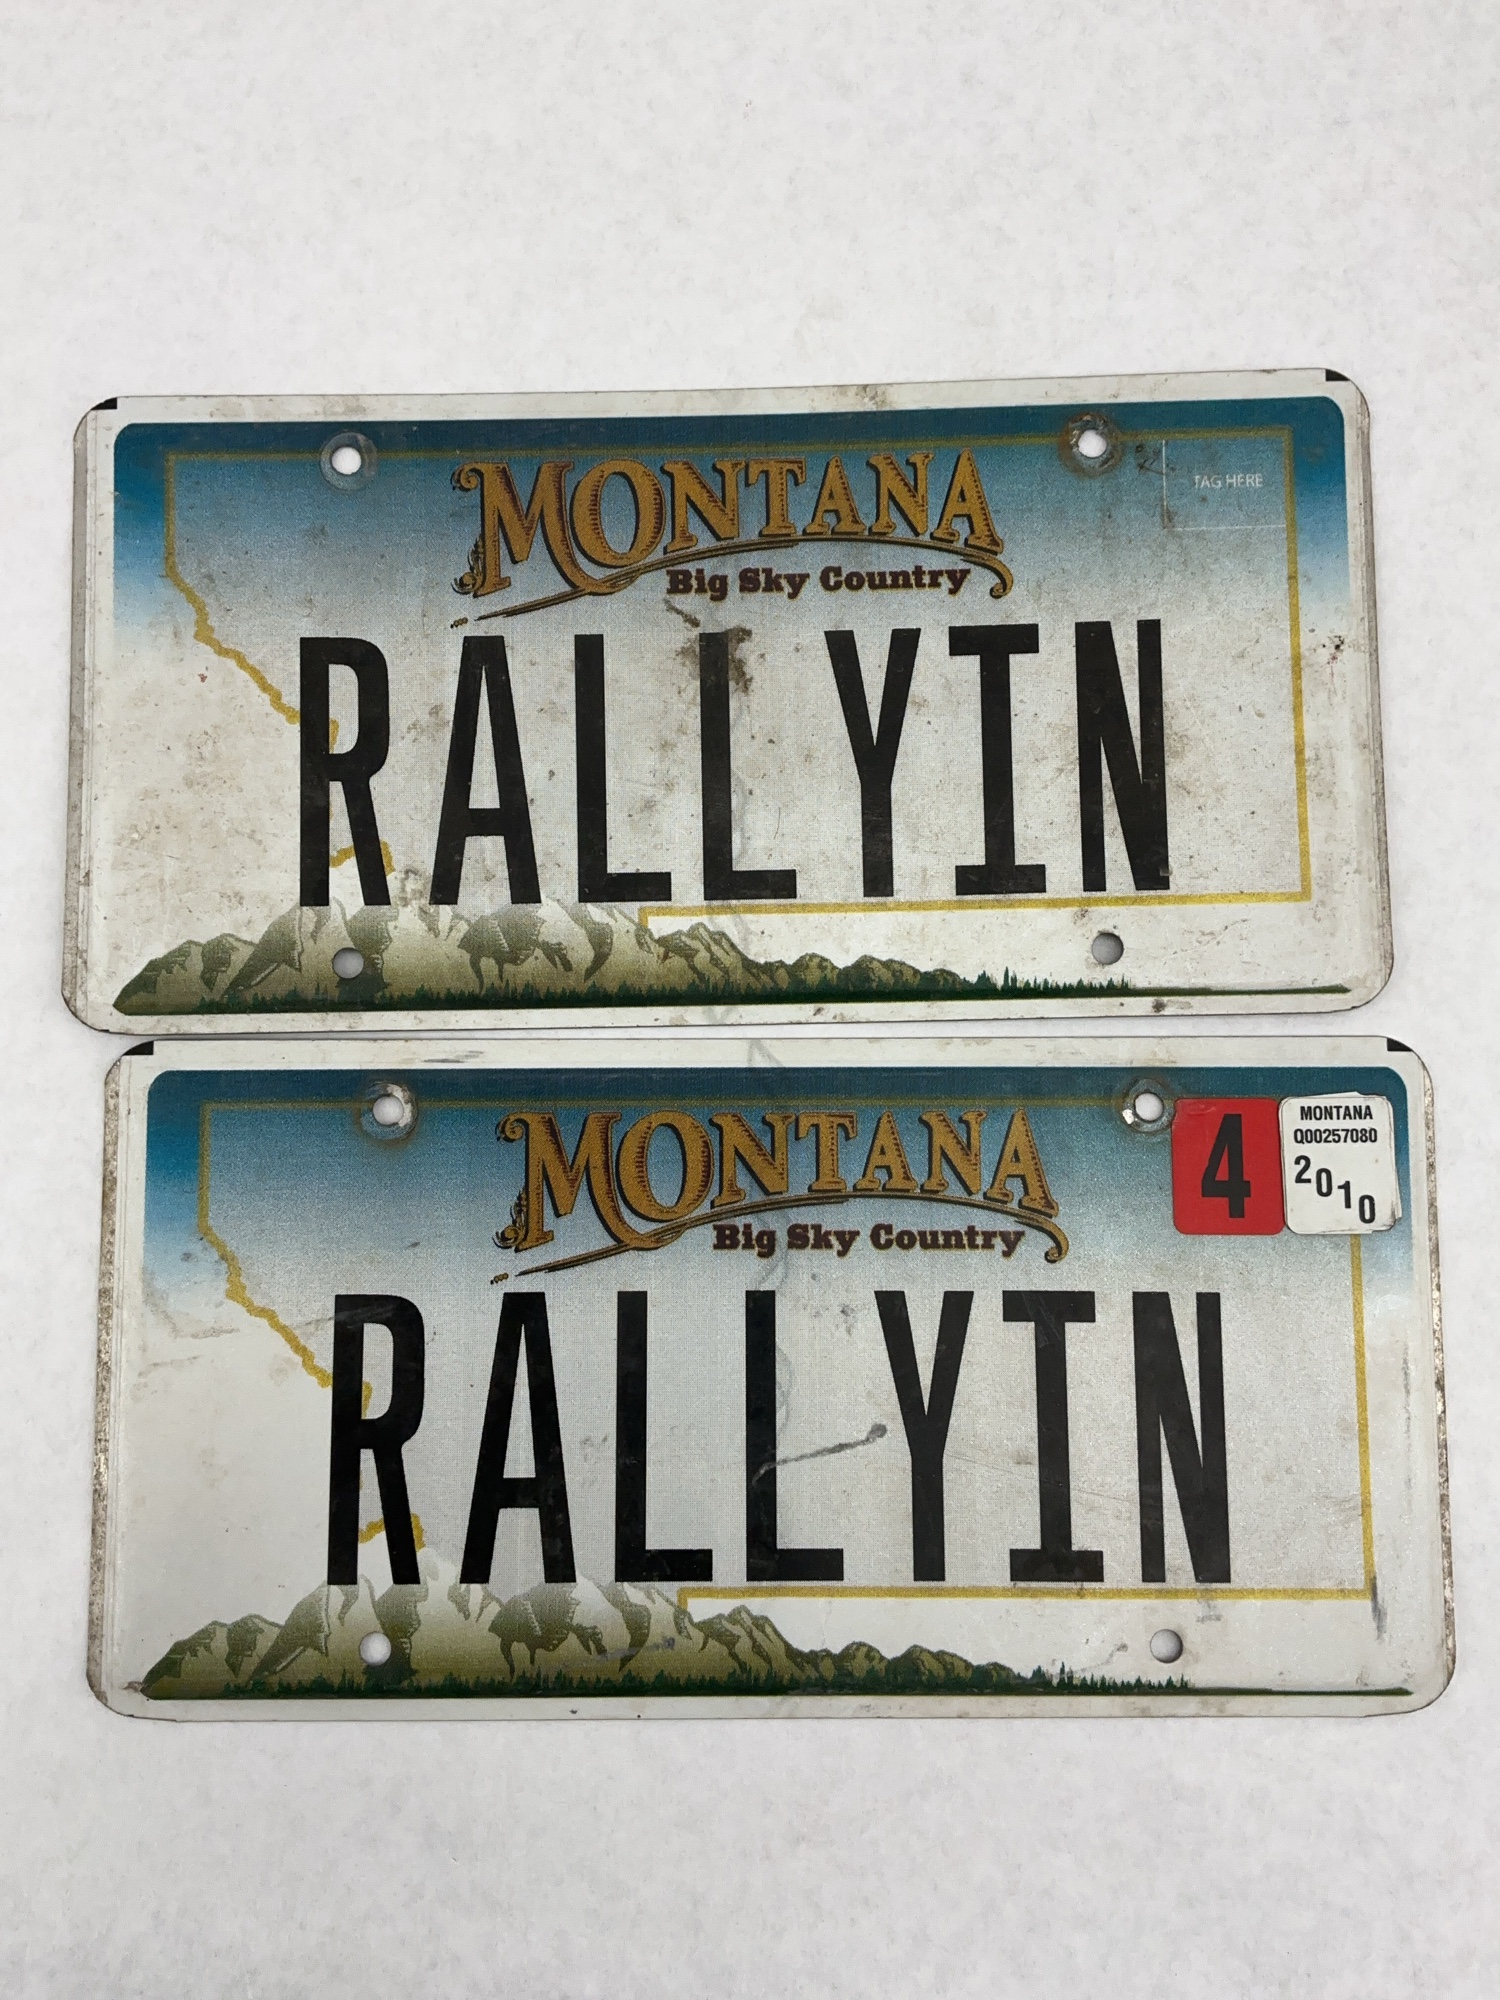 MONTANA
TAG HERE
Big Sky Country
RALLYIN
MONTANA
4
MONTANA
Q00257080
2010
Big Sky Country
RALLYIN